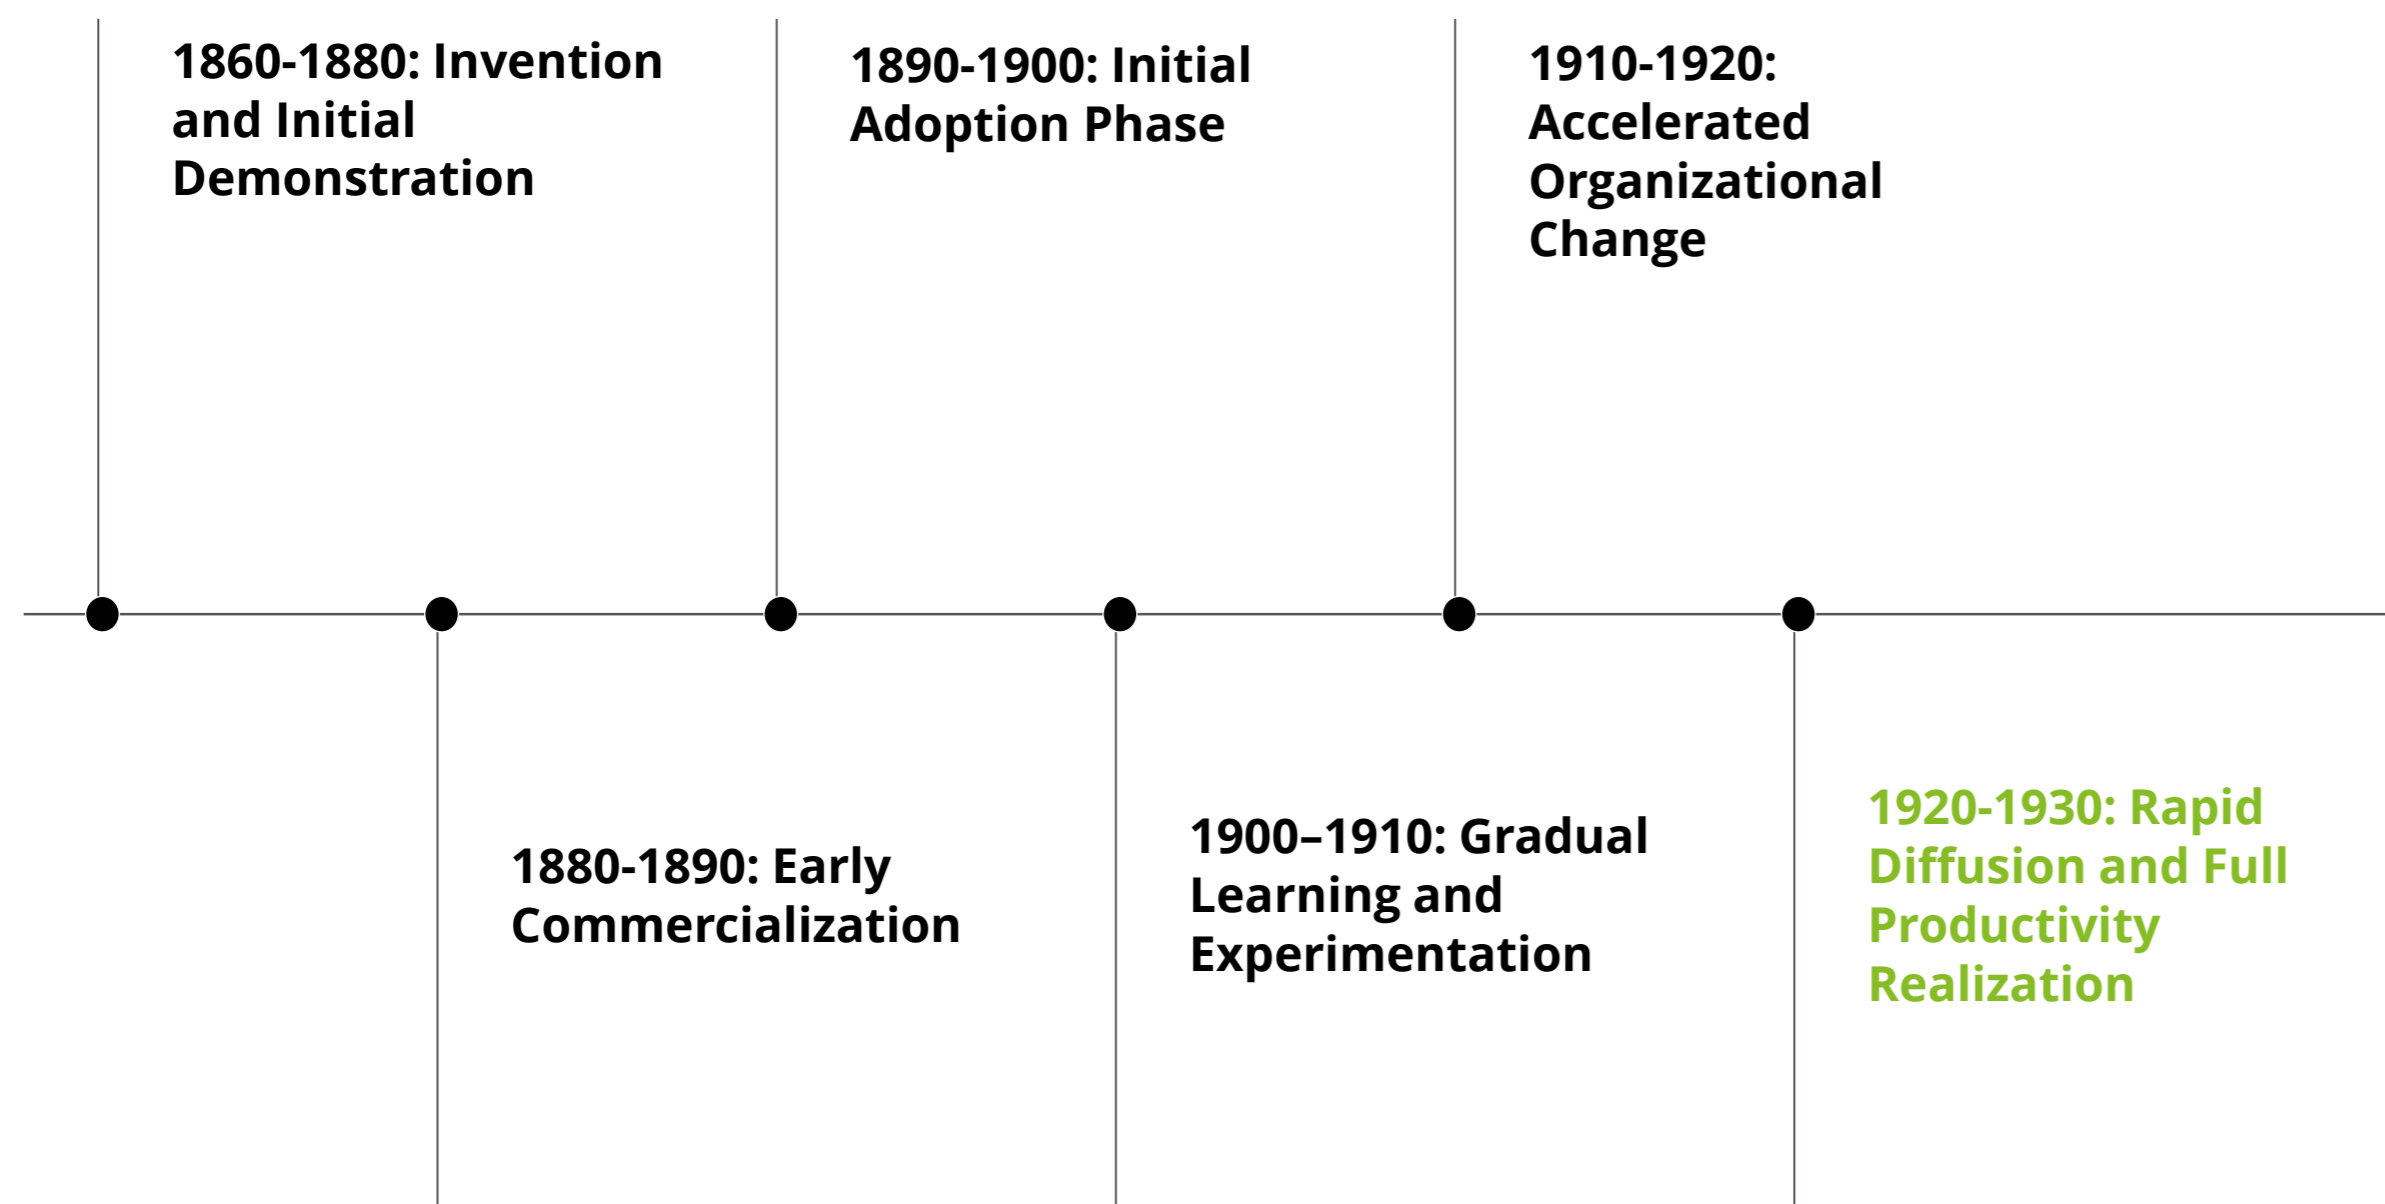 1860-1880: Invention
and Initial
Demonstration
1880-1890: Early
Commercialization
1890-1900: Initial
Adoption Phase
1900–1910: Gradual
Learning and
Experimentation
1910-1920:
Accelerated
Organizational
Change
1920-1930: Rapid
Diffusion and Full
Productivity
Realization